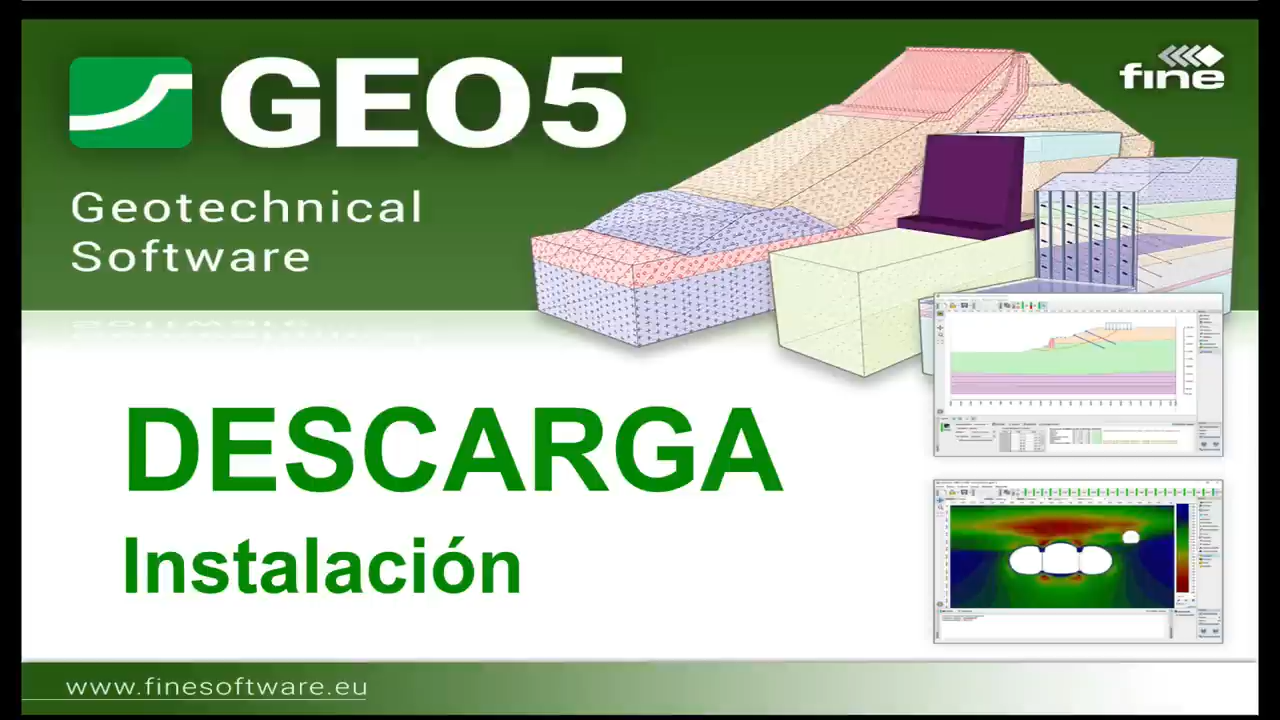 GEO5
fine
Geotechnical
Software
DESCARGA
Instalación
www.finesoftware.eu